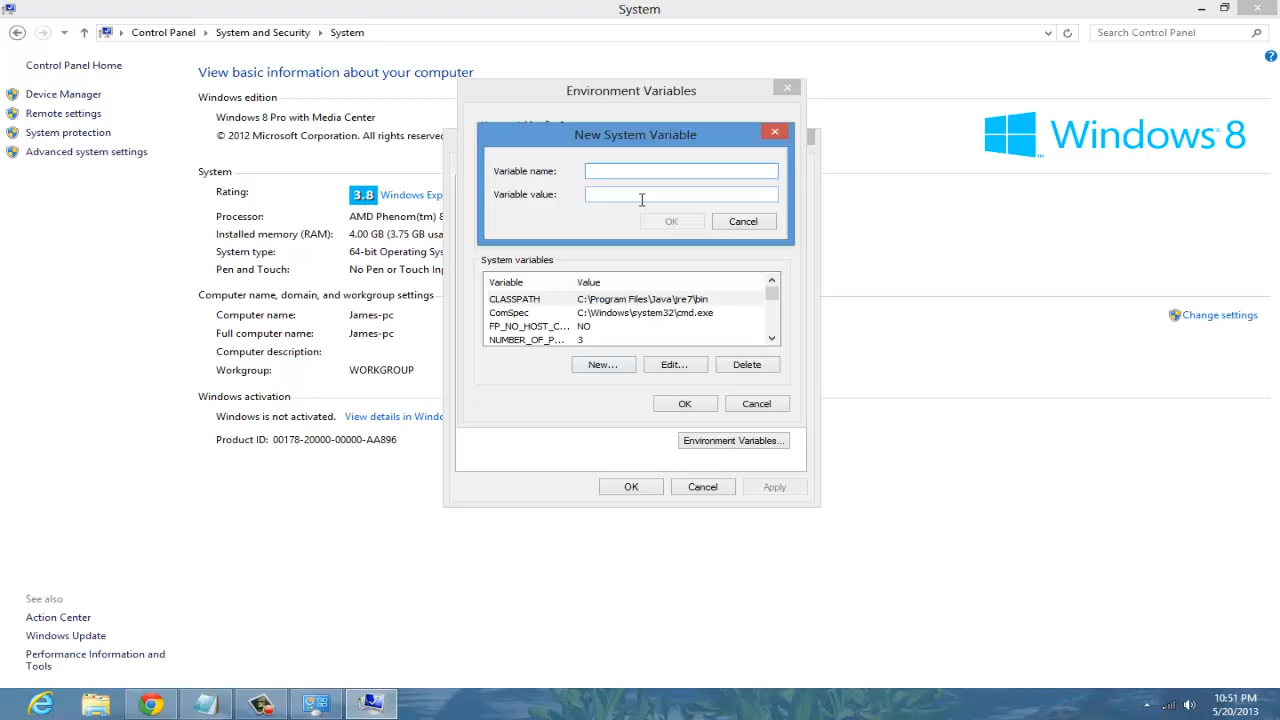 System
Control Panel
System and Security
System
Search Control Panel
Control Panel Home
Device Manager
Remote settings
System protection
Advanced system settings
View basic information about your computer
Windows edition
Windows 8 Pro with Media Center
© 2012 Microsoft Corporation. All rights reserve
Windows 8
System
Rating:
3.8 Windows Exp
Processor:
AMD Phenom(tm) 8
Installed memory (RAM):
4.00 GB (3.75 GB usa
System type:
64-bit Operating Sys
Pen and Touch:
No Pen or Touch Inp
Computer name, domain, and workgroup settings
Computer name:
James-pc
Full computer name:
James-pc
Computer description:
Workgroup:
WORKGROUP
Change settings
Windows activation
Windows is not activated. View details in Windo
Product ID: 00178-20000-00000-AA896
Environment Variables
New System Variable
Variable name:
Variable value:
OK
Cancel
System variables
Variable Value
CLASSPATH C:\Program Files\Java\jre7\bin
ComSpec C:\Windows\system32\cmd.exe
FP_NO_HOST_C... NO
NUMBER_OF_P... 3
New... Edit... Delete
OK Cancel
Environment Variables...
OK Cancel Apply
See also
Action Center
Windows Update
Performance Information and
Tools
10:51 PM
5/20/2013